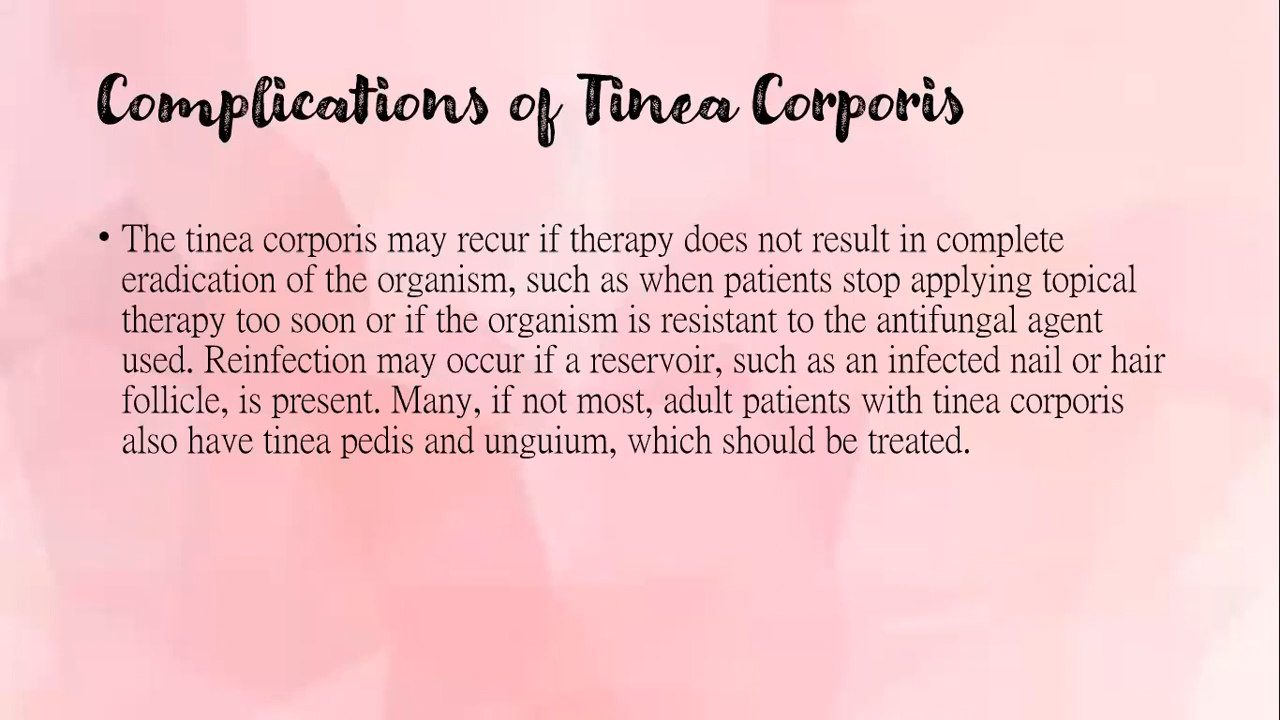 Complications of Tinea Corporis
• The tinea corporis may recur if therapy does not result in complete
eradication of the organism, such as when patients stop applying topical
therapy too soon or if the organism is resistant to the antifungal agent
used. Reinfection may occur if a reservoir, such as an infected nail or hair
follicle, is present. Many, if not most, adult patients with tinea corporis
also have tinea pedis and unguium, which should be treated.